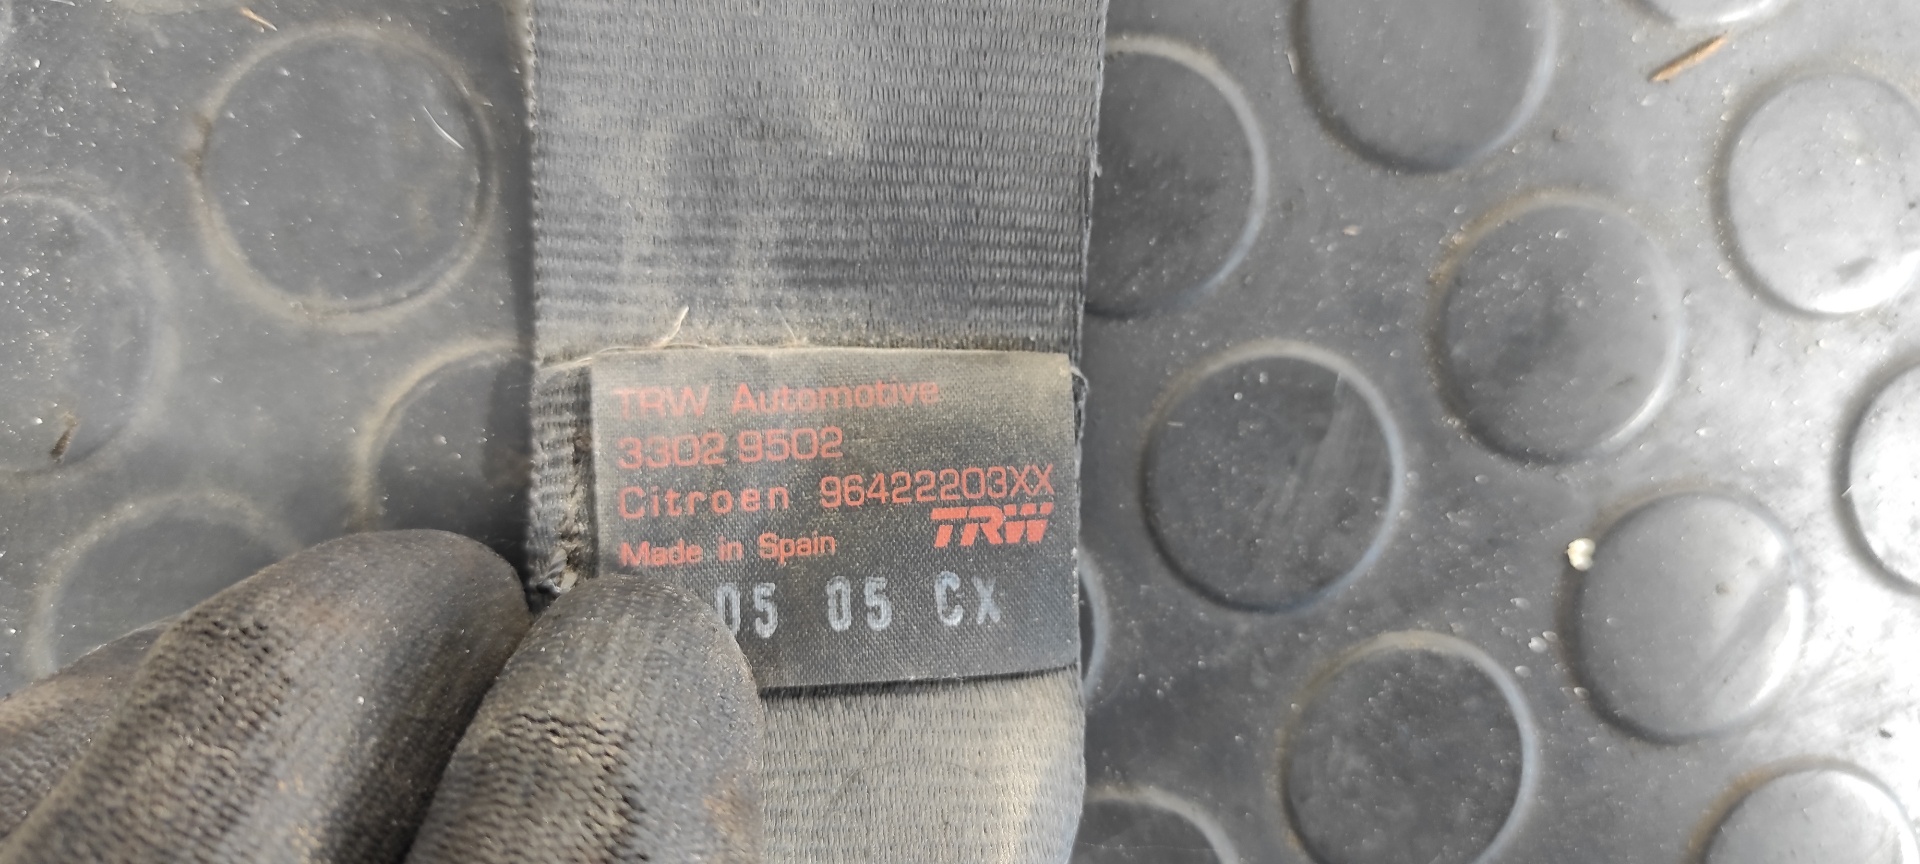 TRW Automotive
3302 9502
Citroen 96422203XX
TRW
Made in Spain
05 05 CX